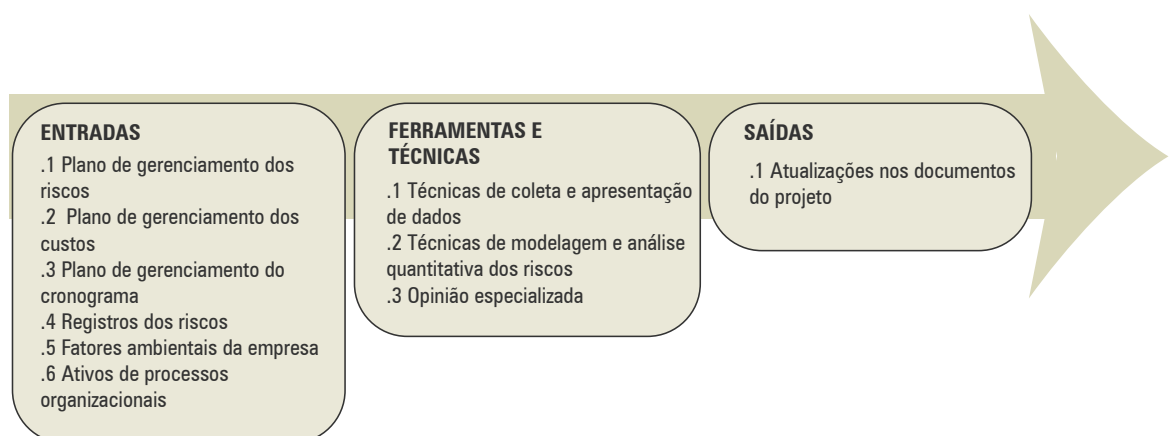 ENTRADAS
.1 Plano de gerenciamento dos
riscos
.2 Plano de gerenciamento dos
custos
.3 Plano de gerenciamento do
cronograma
.4 Registros dos riscos
.5 Fatores ambientais da empresa
.6 Ativos de processos
organizacionais
FERRAMENTAS E
TÉCNICAS
.1 Técnicas de coleta e apresentação
de dados
.2 Técnicas de modelagem e análise
quantitativa dos riscos
.3 Opinião especializada
SAÍDAS
.1 Atualizações nos documentos
do projeto